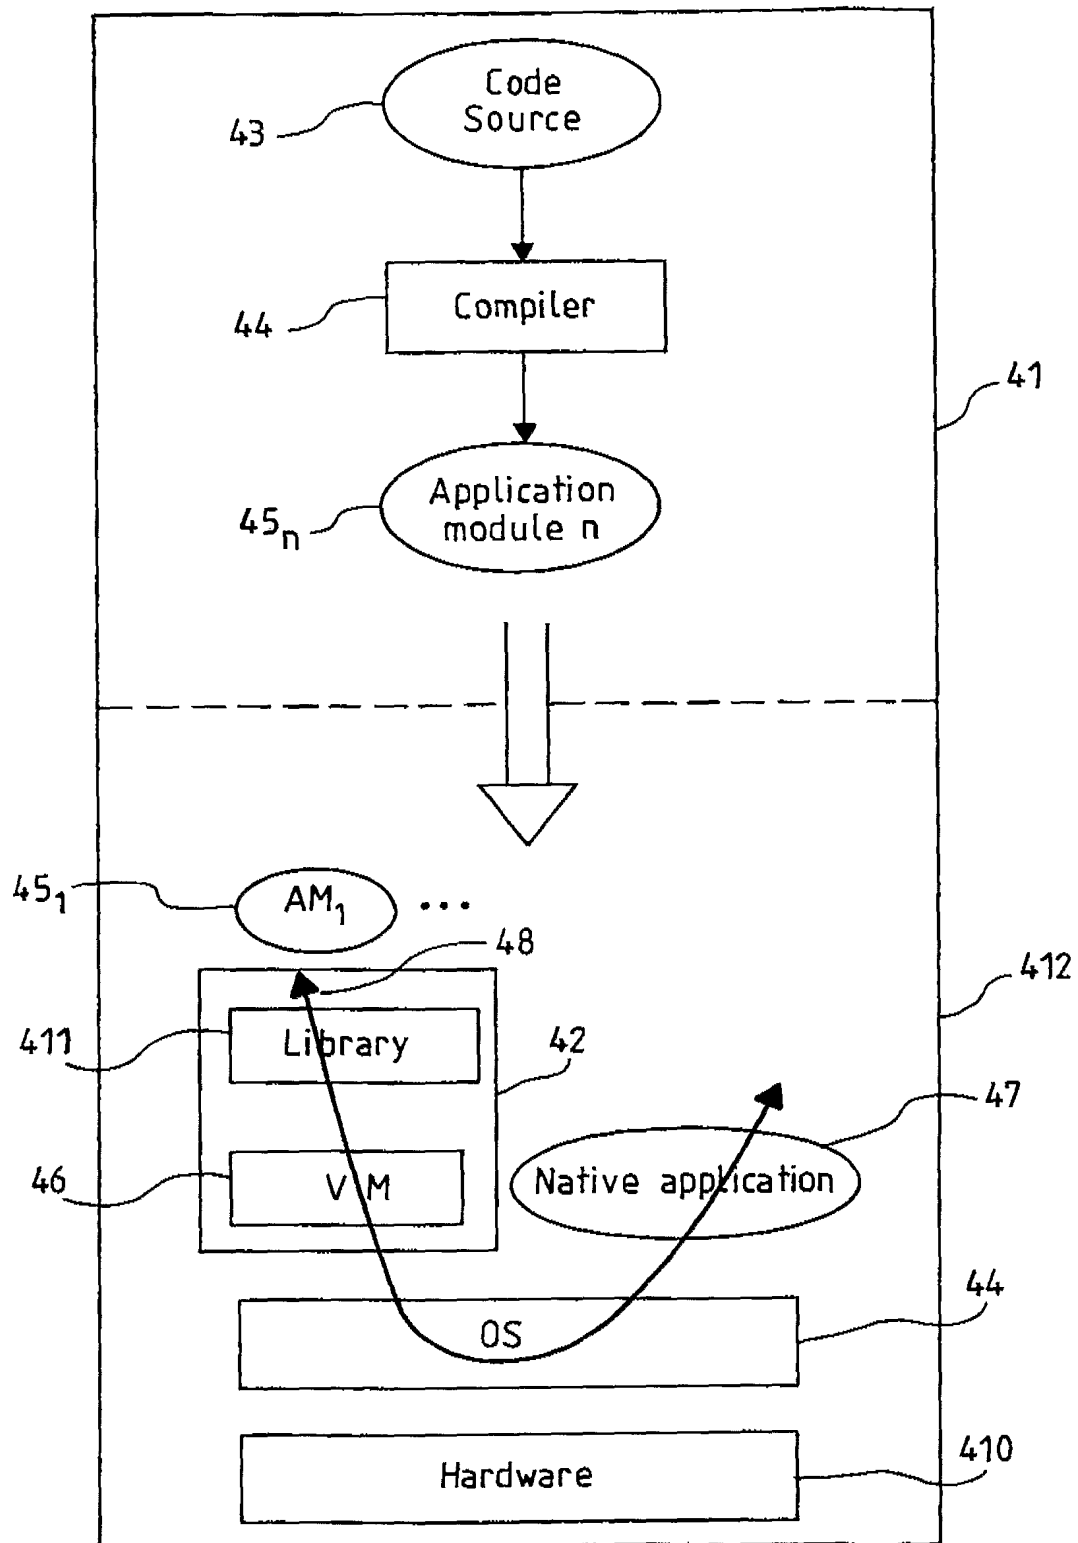 Code
Source
43
Compiler
44
41
Application
module n
45n
45₁
AM₁ ...
48
412
411
Library
42
47
46
VM
Native application
44
OS
410
Hardware